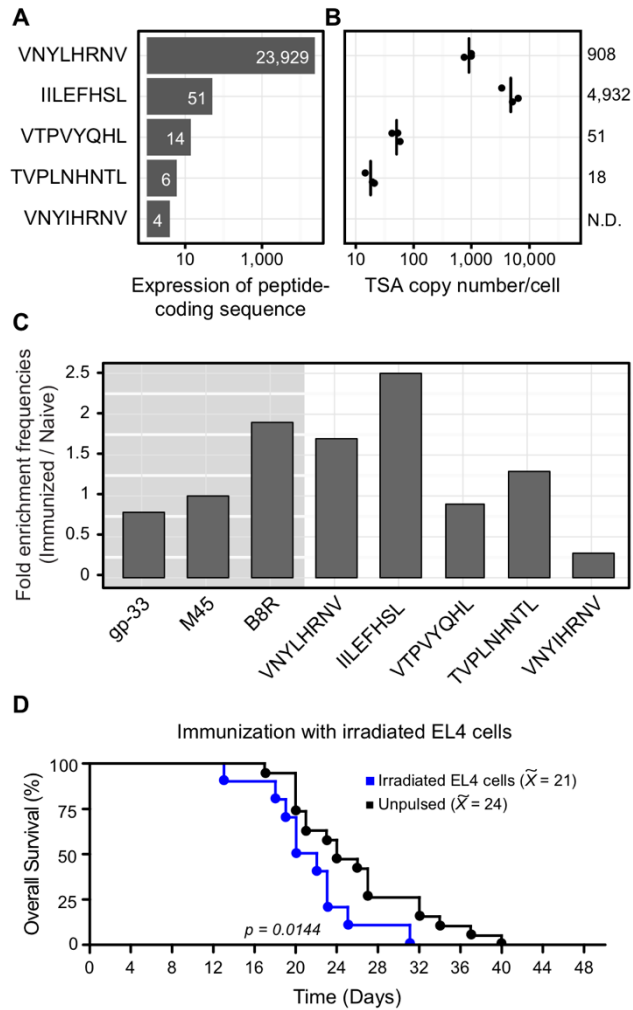 A
B
VNYLHRNV
23,929
908
IILEFHSL
51
4,932
VTPVYQHL
14
51
TVPLNHNTL
6
18
VNYIHRNV
4
N.D.
10 1,000
10 100 1,000 10,000
Expression of peptide-
coding sequence
TSA copy number/cell
C
Fold enrichment frequencies
(Immunized / Naive)
2.5
2
1.5
1
0.5
0
gp-33 M45 B8R VNYLHRNV IILEFHSL VTPVYQHL TVPLNHNTL VNYIHRNV
D
Immunization with irradiated EL4 cells
Overall Survival (%)
100
75
50
25
0
Irradiated EL4 cells (X̃ = 21)
Unpulsed (X̃ = 24)
p = 0.0144
0 4 8 12 16 20 24 28 32 36 40 44 48
Time (Days)